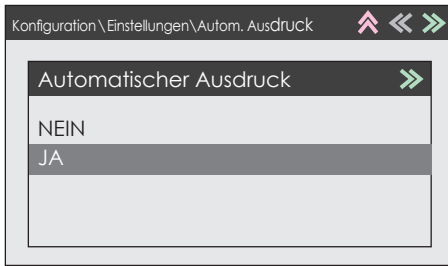 Konfiguration\Einstellungen\Autom. Ausdruck
Automatischer Ausdruck
NEIN
JA